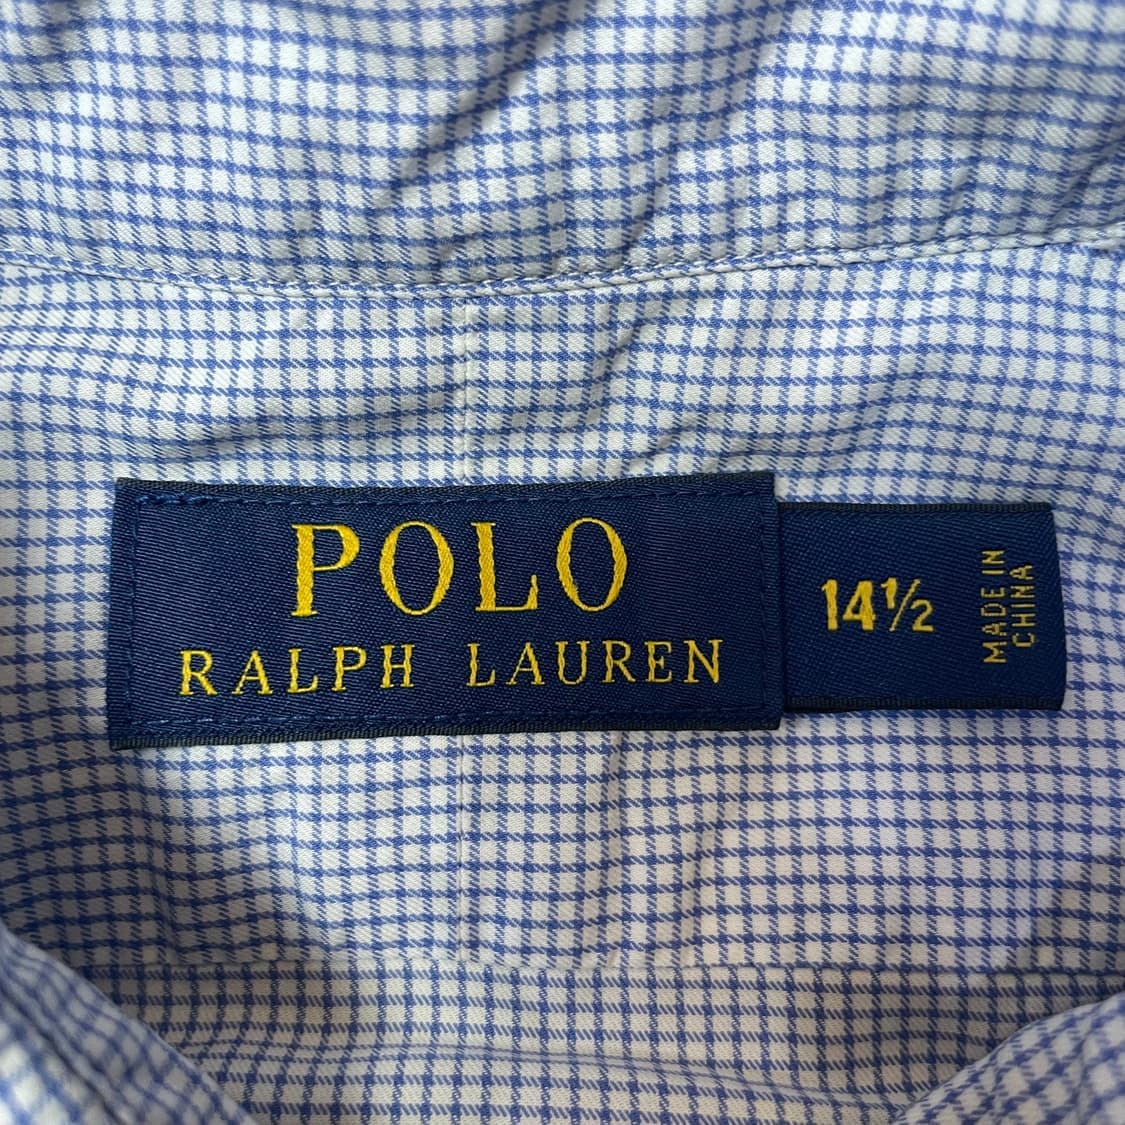 POLO
RALPH LAUREN
14½
MADE IN
CHINA